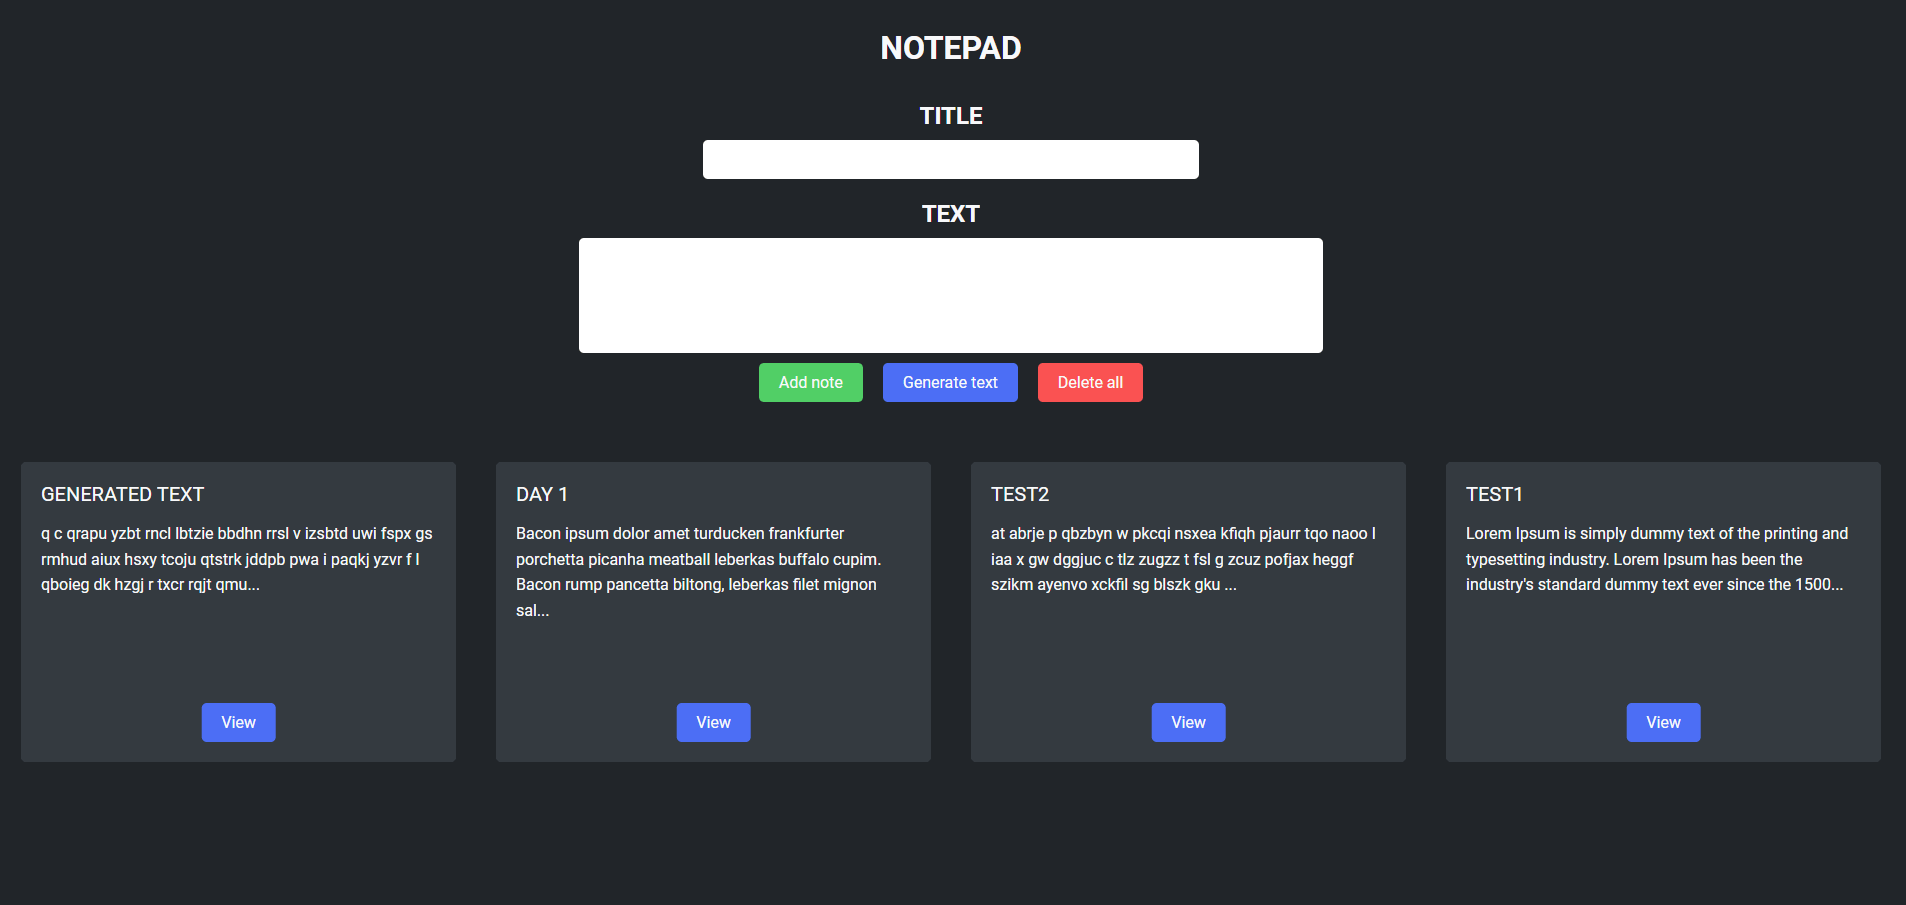 NOTEPAD
TITLE
TEXT
Add note
Generate text
Delete all
GENERATED TEXT
q c qrapu yzbt rncl lbtzie bbdhn rrsl v izsbtd uwi fspx gs
rmhud aiux hsxy tcoju qtstrk jddpb pwa i paqkj yzvr f l
qboieg dk hzgj r txcr rqjt qmu...
View
DAY 1
Bacon ipsum dolor amet turducken frankfurter
porchetta picanha meatball leberkas buffalo cupim.
Bacon rump pancetta biltong, leberkas filet mignon
sal...
View
TEST2
at abrje p qbzbyn w pkcqi nsxea kfiqh pjaurr tqo naoo l
iaa x gw dggjuc c tlz zugzz t fsl g zcuz pofjax heggf
szikm ayenvo xckfil sg blszk gku ...
View
TEST1
Lorem Ipsum is simply dummy text of the printing and
typesetting industry. Lorem Ipsum has been the
industry's standard dummy text ever since the 1500...
View